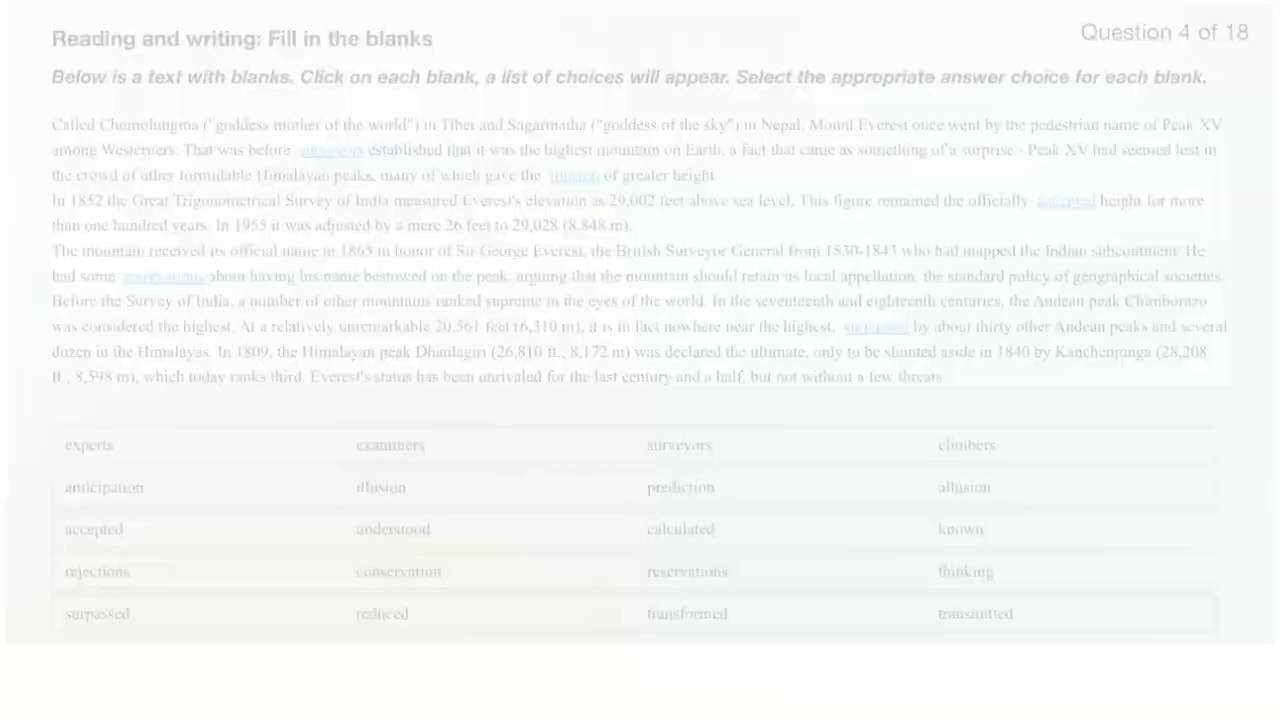 Question 4 of 18
Reading and writing: Fill in the blanks
Below is a text with blanks. Click on each blank, a list of choices will appear. Select the appropriate answer choice for each blank.
Called Chomolungma ("goddess mother of the world") in Tibet and Sagarmatha ("goddess of the sky") in Nepal, Mount Everest once went by the pedestrian name of Peak XV
among Westerners. That was before surveyors established that it was the highest mountain on Earth, a fact that came as something of a surprise - Peak XV had seemed lost in
the crowd of other formidable Himalayan peaks, many of which gave the illusion of greater height.
In 1852 the Great Trigonometrical Survey of India measured Everest's elevation as 29,002 feet above sea level. This figure remained the officially accepted height for more
than one hundred years. In 1955 it was adjusted by a mere 26 feet to 29,028 (8,848 m).
The mountain received its official name in 1865 in honor of Sir George Everest, the British Surveyor General from 1830-1843 who had mapped the Indian subcontinent. He
had some reservations about having his name bestowed on the peak, arguing that the mountain should retain its local appellation, the standard policy of geographical societies.
Before the Survey of India, a number of other mountains ranked supreme in the eyes of the world. In the seventeenth and eighteenth centuries, the Andean peak Chimborazo
was considered the highest. At a relatively unremarkable 20,561 feet (6,310 m), it is in fact nowhere near the highest, surpassed by about thirty other Andean peaks and several
dozen in the Himalayas. In 1809, the Himalayan peak Dhaulagiri (26,810 ft., 8,172 m) was declared the ultimate, only to be shunted aside in 1840 by Kanchenjunga (28,208
ft., 8,598 m), which today ranks third. Everest's status has been unrivaled for the last century and a half, but not without a few threats.
experts examiners surveyors climbers
anticipation illusion prediction allusion
accepted understood calculated known
rejections conservation reservations thinking
surpassed reduced transformed transmitted